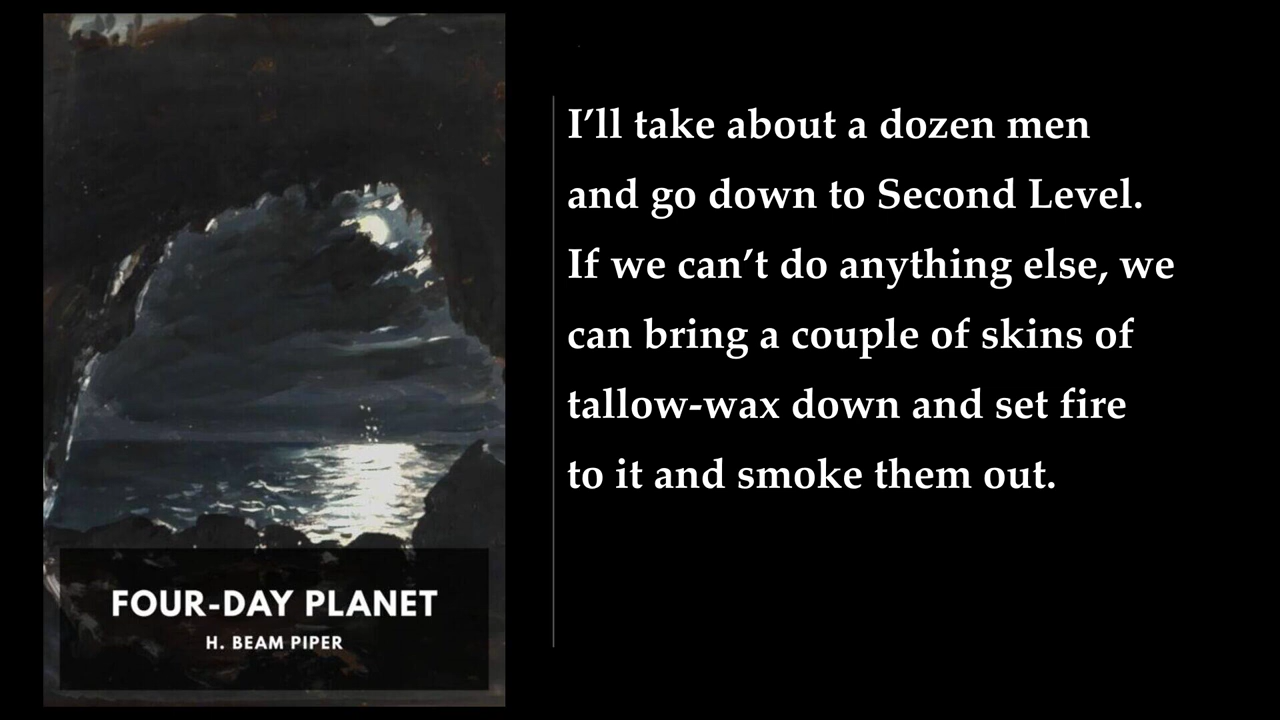 FOUR-DAY PLANET
H. BEAM PIPER
I’ll take about a dozen men
and go down to Second Level.
If we can’t do anything else, we
can bring a couple of skins of
tallow-wax down and set fire
to it and smoke them out.